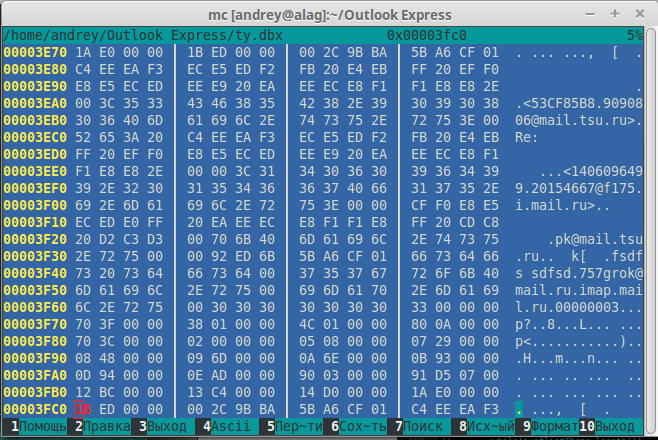 mc [andrey@alag]:~/Outlook Express
/home/andrey/Outlook Express/ty.dbx 0x00003fc0 5%
00003E70 1A E0 00 00 | 1B ED 00 00 | 00 2C 9B BA | 5B A6 CF 01 . ... ..., [ .
00003E80 C4 EE EA F3 | EC E5 ED F2 | FB 20 E4 EB | FF 20 EF F0
00003E90 E8 E5 EC ED | EE E9 20 EA | EE EC E8 F1 | F1 E8 E8 2E .
00003EA0 00 3C 35 33 | 43 46 38 35 | 42 38 2E 39 | 30 39 30 38 .<53CF85B8.90908
00003EB0 30 36 40 6D | 61 69 6C 2E | 74 73 75 2E | 72 75 3E 00 06@mail.tsu.ru>.
00003EC0 52 65 3A 20 | C4 EE EA F3 | EC E5 ED F2 | FB 20 E4 EB Re:
00003ED0 FF 20 EF F0 | E8 E5 EC ED | EE E9 20 EA | EE EC E8 F1
00003EE0 F1 E8 E8 2E | 00 00 3C 31 | 34 30 36 30 | 39 36 34 39 ...<140609649
00003EF0 39 2E 32 30 | 31 35 34 36 | 36 37 40 66 | 31 37 35 2E 9.20154667@f175.
00003F00 69 2E 6D 61 | 69 6C 2E 72 | 75 3E 00 00 | CF F0 E8 E5 i.mail.ru>..
00003F10 EC ED E0 FF | 20 EA EE EC | E8 F1 F1 E8 | FF 20 CD C8
00003F20 20 D2 C3 D3 | 00 70 6B 40 | 6D 61 69 6C | 2E 74 73 75 .pk@mail.tsu
00003F30 2E 72 75 00 | 00 92 ED 6B | 5B A6 CF 01 | 66 73 64 66 .ru.. k[ .fsdf
00003F40 73 20 73 64 | 66 73 64 00 | 37 35 37 67 | 72 6F 6B 40 s sdfsd.757grok@
00003F50 6D 61 69 6C | 2E 72 75 00 | 69 6D 61 70 | 2E 6D 61 69 mail.ru.imap.mai
00003F60 6C 2E 72 75 | 00 30 30 30 | 30 30 30 30 | 33 00 00 00 l.ru.00000003...
00003F70 70 3F 00 00 | 38 01 00 00 | 4C 01 00 00 | 80 0A 00 00 p?..8...L... ...
00003F80 70 3C 00 00 | 02 00 00 00 | 05 08 00 00 | 07 29 00 00 p<...........)..
00003F90 08 48 00 00 | 09 6D 00 00 | 0A 6E 00 00 | 0B 93 00 00 .H...m...n... ..
00003FA0 0D 94 00 00 | 0E AD 00 00 | 90 03 00 00 | 91 D5 07 00
00003FB0 12 BC 00 00 | 13 C4 00 00 | 14 D0 00 00 | 1A E0 00 00
00003FC0 1B ED 00 00 | 00 2C 9B BA | 5B A6 CF 01 | C4 EE EA F3 . ..., [ .
1Помощь 2Правка 3Выход 4Ascii 5Пер~ти 6Сох~ть 7Поиск 8Исх~ый 9Формат 10Выход